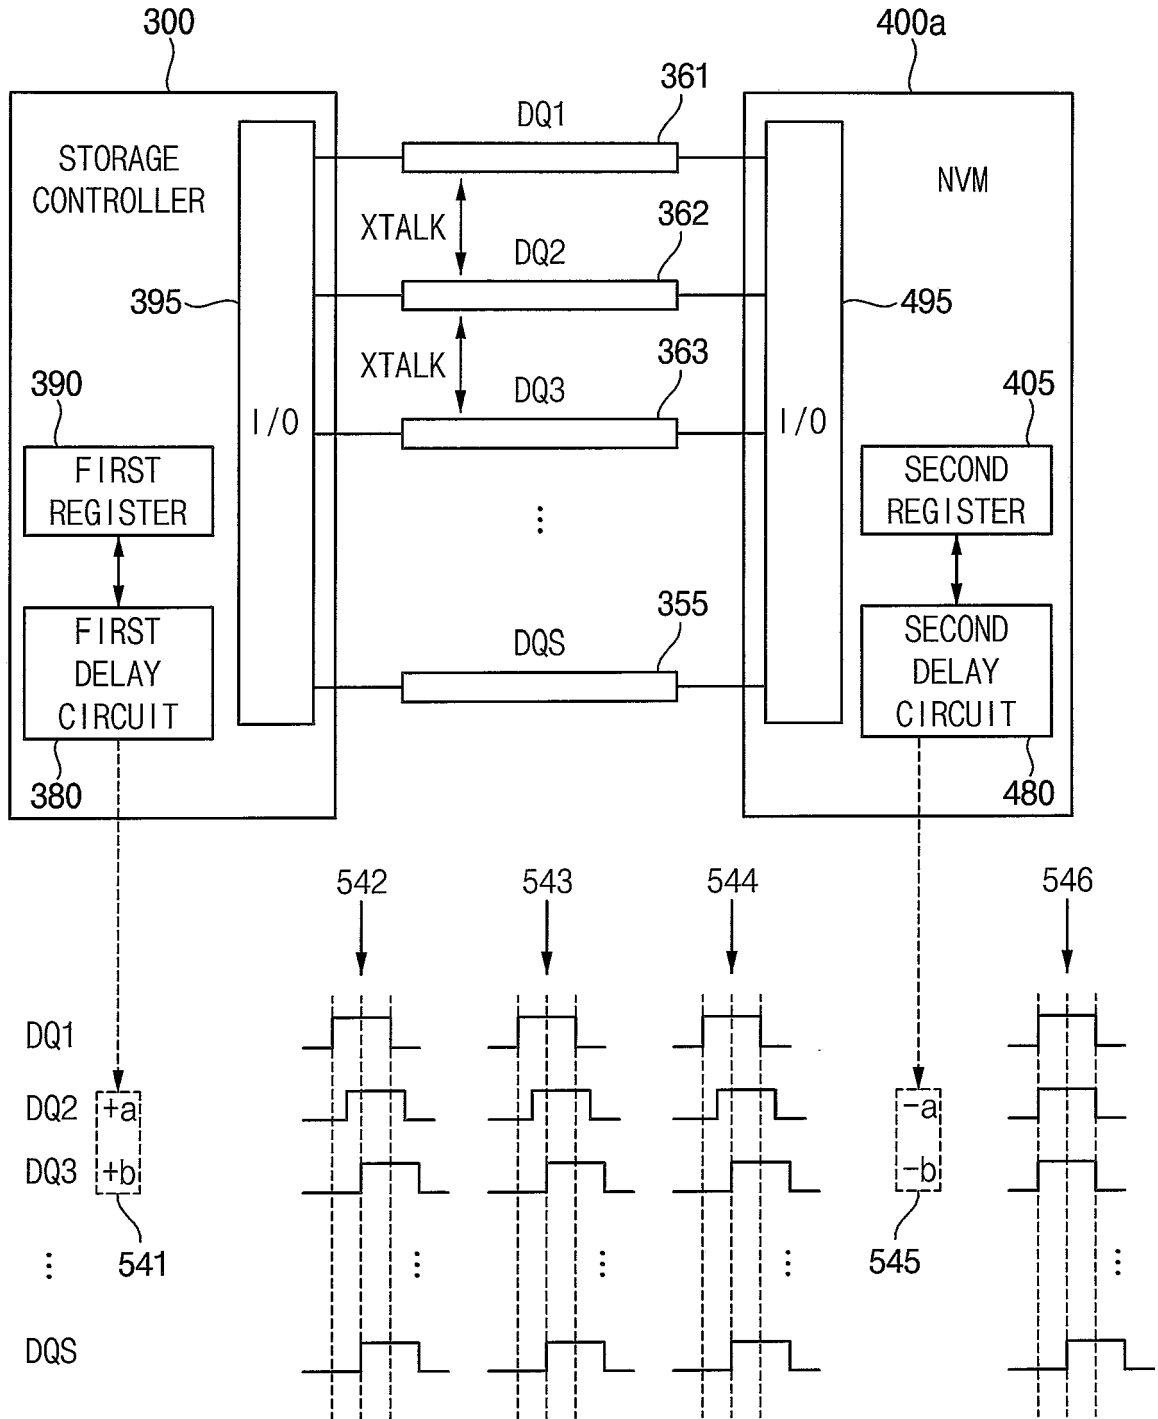 300
400a
361
DQ1
STORAGE
CONTROLLER
NVM
XTALK
362
DQ2
395
495
XTALK
363
DQ3
390
405
I/O
I/O
FIRST
REGISTER
SECOND
REGISTER
⋮
355
DQS
FIRST
DELAY
CIRCUIT
SECOND
DELAY
CIRCUIT
380
480
542
543
544
546
DQ1
DQ2
+a
-a
DQ3
+b
-b
541
545
⋮
⋮
⋮
⋮
⋮
DQS